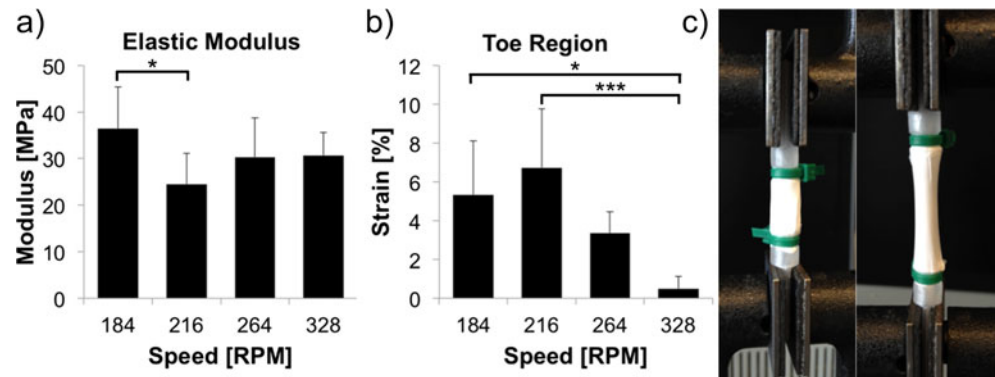 a)
Elastic Modulus
*
Modulus [MPa]
50
40
30
20
10
0
184 216 264 328
Speed [RPM]
b)
Toe Region
*
***
Strain [%]
12
10
8
6
4
2
0
184 216 264 328
Speed [RPM]
c)